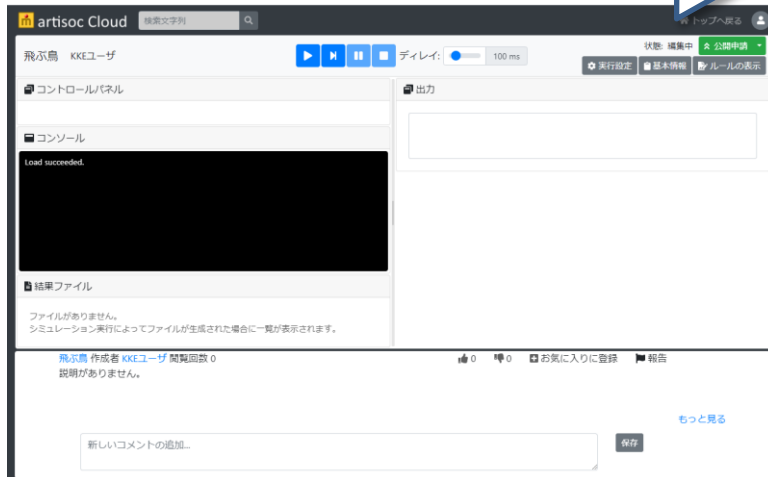 artisoc Cloud 検索文字列 トップへ戻る
飛ぶ鳥 KKEユーザ ディレイ: 100 ms 状態: 編集中 公開申請
実行設定 基本情報 ルールの表示
コントロールパネル 出力
コンソール
Load succeeded.
結果ファイル
ファイルがありません。
シミュレーション実行によってファイルが生成された場合に一覧が表示されます。
飛ぶ鳥 作成者 KKEユーザ 閲覧回数 0 0 0 お気に入りに登録 報告
説明がありません。
もっと見る
新しいコメントの追加... 保存